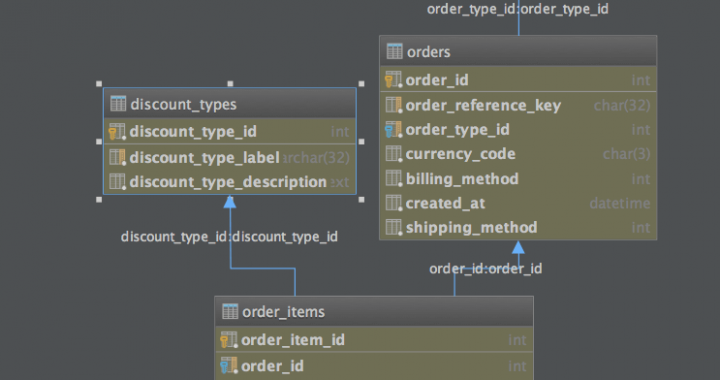 order_type_id:order_type_id
orders
order_id int
order_reference_key char(32)
order_type_id int
currency_code char(3)
billing_method int
created_at datetime
shipping_method int
discount_types
discount_type_id int
discount_type_label archar(32)
discount_type_description ext
discount_type_id:discount_type_id
order_id:order_id
order_items
order_item_id int
order_id int